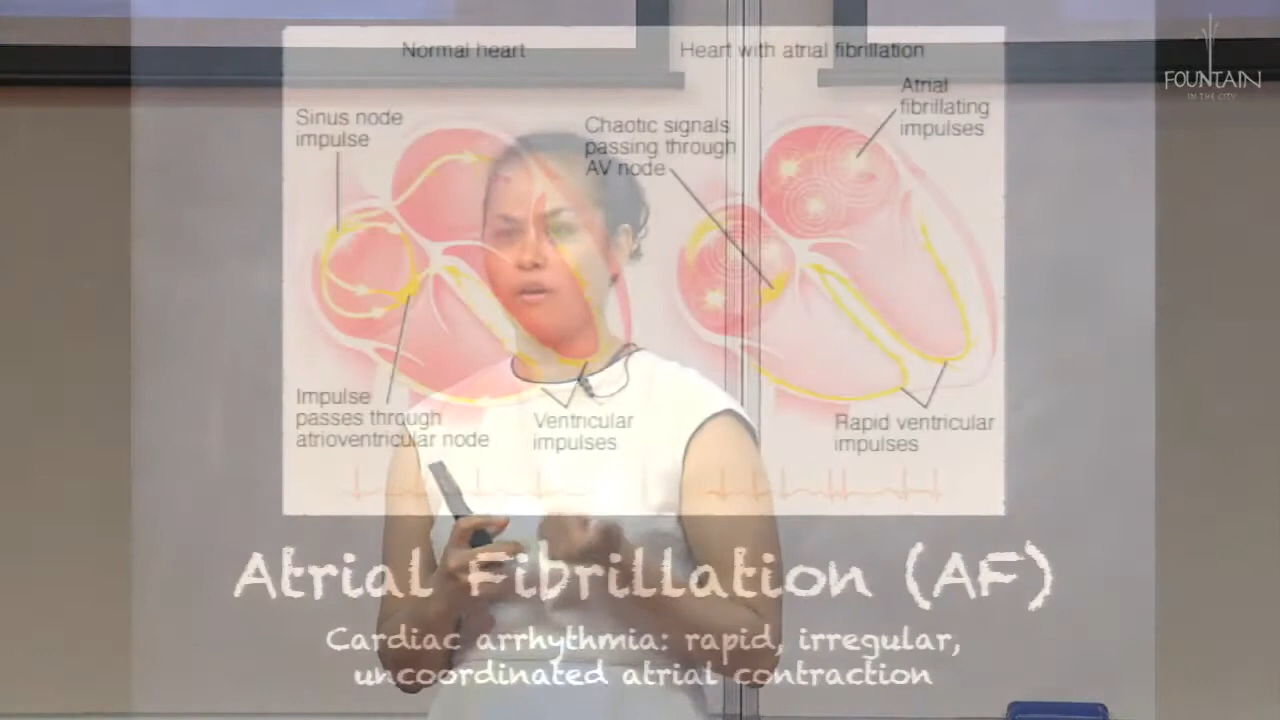 Normal heart
Heart with atrial fibrillation
FOUNTAIN
IN THE CITY
Sinus node
impulse
Chaotic signals
passing through
AV node
Atrial
fibrillating
impulses
Impulse
passes through
atrioventricular node
Ventricular
impulses
Rapid ventricular
impulses
Atrial Fibrillation (AF)
Cardiac arrhythmia: rapid, irregular,
uncoordinated atrial contraction